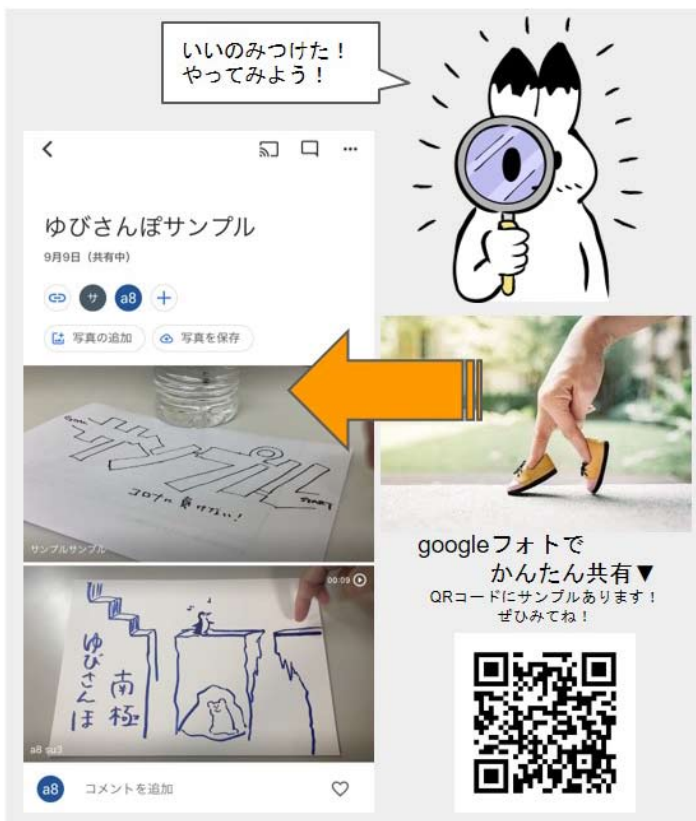 いいのみつけた！
やってみよう！
ゆびさんぽサンプル
9月9日（共有中）
サ
a8
写真の追加
写真を保存
サンプル
コロナに負けない！
START
サンプルサンプル
00:09
ゆびさんぽ
南極
a8 su3
a8
コメントを追加
googleフォトで
かんたん共有▼
QRコードにサンプルあります！
ぜひみてね！